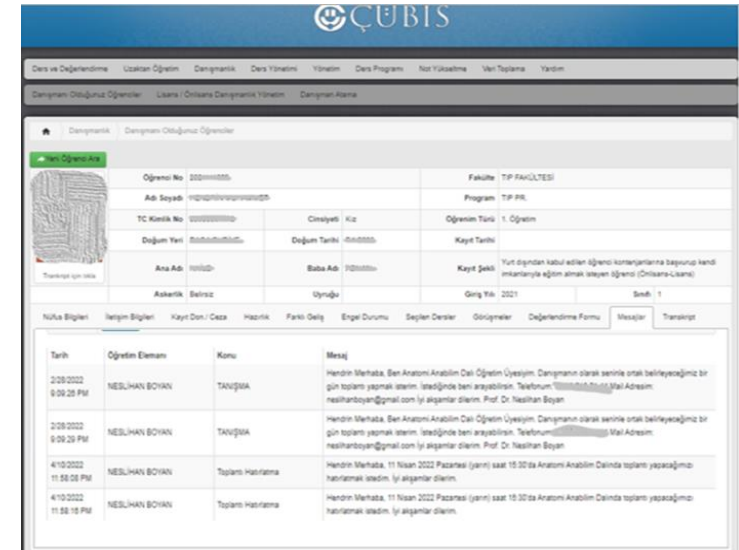 ÇÜBİS
Ders ve Değerlendirme Uzaktan Öğretim Danışmanlık Ders Yönetimi Yönetim Ders Programı Not Yükseltme Veri Toplama Yardım
Danışmanı Olduğunuz Öğrenciler Lisans / Önlisans Danışmanlık Yönetim Danışman Atama
Danışmanlık Danışmanı Olduğunuz Öğrenciler
Yeni Öğrenci Ara
Öğrenci No Fakülte TIP FAKÜLTESİ
Adı Soyadı Program TIP PR.
TC Kimlik No Cinsiyeti Kız Öğrenim Türü 1. Öğretim
Doğum Yeri Doğum Tarihi Kayıt Tarihi
Ana Adı Baba Adı Kayıt Şekli Yurt dışından kabul edilen öğrenci kontenjanlarına başvurup kendi
imkanlarıyla eğitim almak isteyen öğrenci (Önlisans-Lisans)
Transkript için tıkla
Askerlik Belirsiz Uyruğu Giriş Yılı 2021 Sınıfı 1
Nüfus Bilgileri İletişim Bilgileri Kayıt Don./ Ceza Hazırlık Farklı Geliş Engel Durumu Seçilen Dersler Görüşmeler Değerlendirme Formu Mesajlar Transkript
Tarih Öğretim Elemanı Konu Mesaj
2/28/2022
9:09:26 PM
NESLİHAN BOYAN TANIŞMA
Hendrin Merhaba, Ben Anatomi Anabilim Dalı Öğretim Üyesiyim. Danışmanın olarak seninle ortak belirleyeceğimiz bir
gün toplantı yapmak isterim. İstediğinde beni arayabilirsin. Telefonum: Mail Adresim:
neslihanboyan@gmail.com İyi akşamlar dilerim. Prof. Dr. Neslihan Boyan
2/28/2022
9:09:29 PM
NESLİHAN BOYAN TANIŞMA
Hendrin Merhaba, Ben Anatomi Anabilim Dalı Öğretim Üyesiyim. Danışmanın olarak seninle ortak belirleyeceğimiz bir
gün toplantı yapmak isterim. İstediğinde beni arayabilirsin. Telefonum: Mail Adresim:
neslihanboyan@gmail.com İyi akşamlar dilerim. Prof. Dr. Neslihan Boyan
4/10/2022
11:58:08 PM
NESLİHAN BOYAN Toplantı Hatırlatma
Hendrin Merhaba, 11 Nisan 2022 Pazartesi (yarın) saat 15:30'da Anatomi Anabilim Dalında toplantı yapacağımızı
hatırlatmak istedim. İyi akşamlar dilerim.
4/10/2022
11:58:16 PM
NESLİHAN BOYAN Toplantı Hatırlatma
Hendrin Merhaba, 11 Nisan 2022 Pazartesi (yarın) saat 15:30'da Anatomi Anabilim Dalında toplantı yapacağımızı
hatırlatmak istedim. İyi akşamlar dilerim.